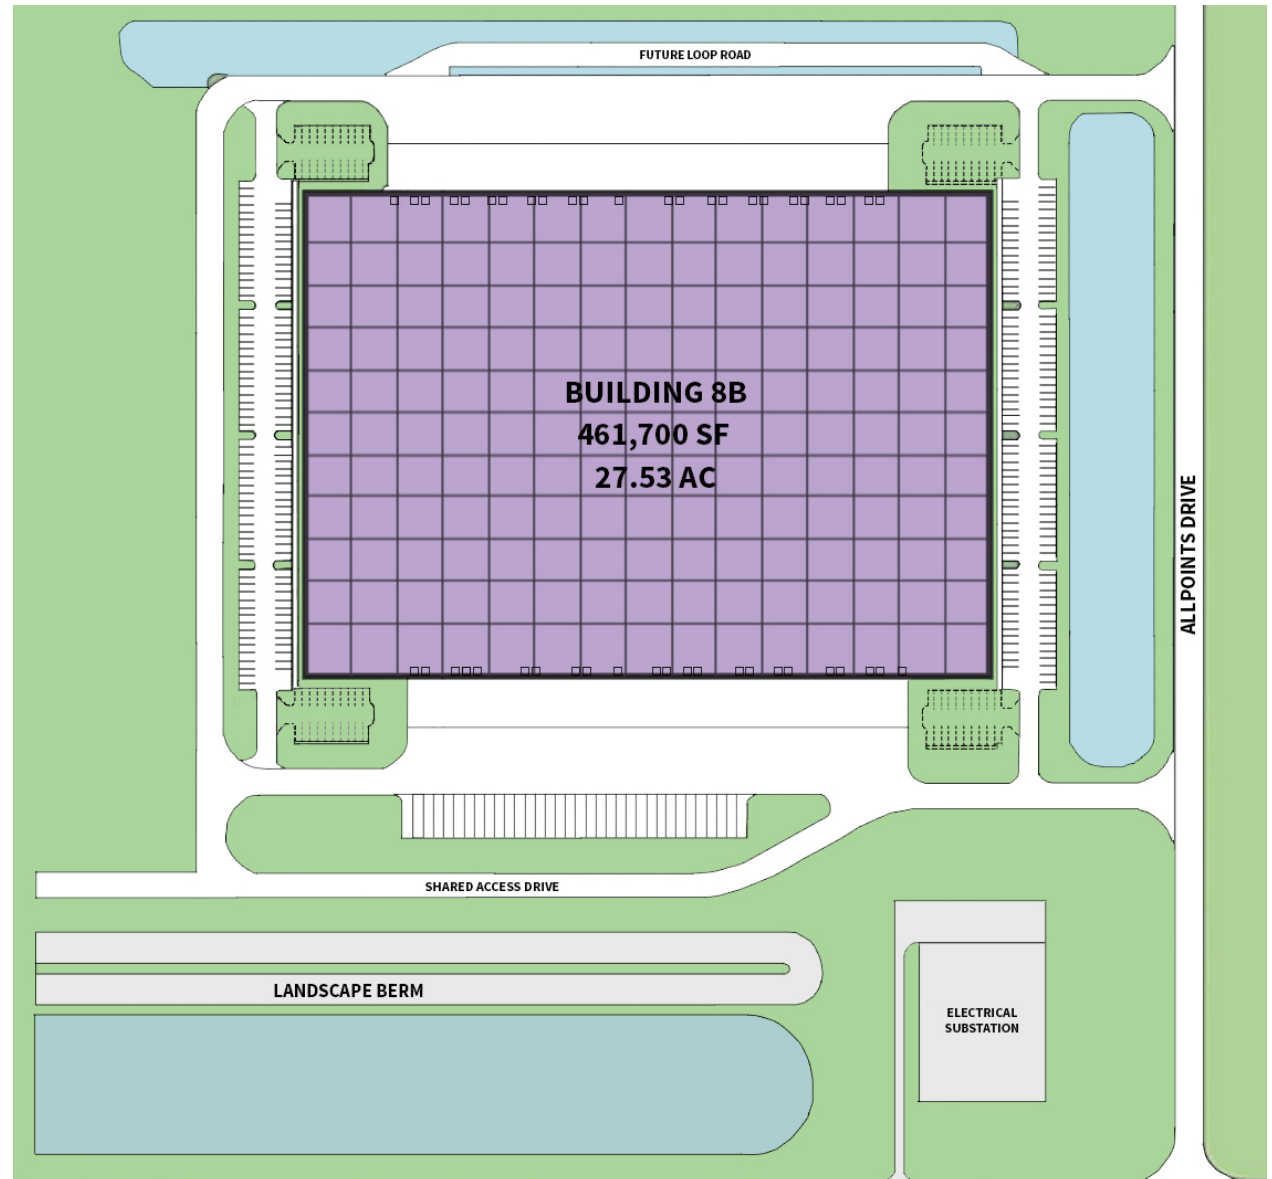 FUTURE LOOP ROAD
BUILDING 8B
461,700 SF
27.53 AC
ALLPOINTS DRIVE
SHARED ACCESS DRIVE
LANDSCAPE BERM
ELECTRICAL
SUBSTATION